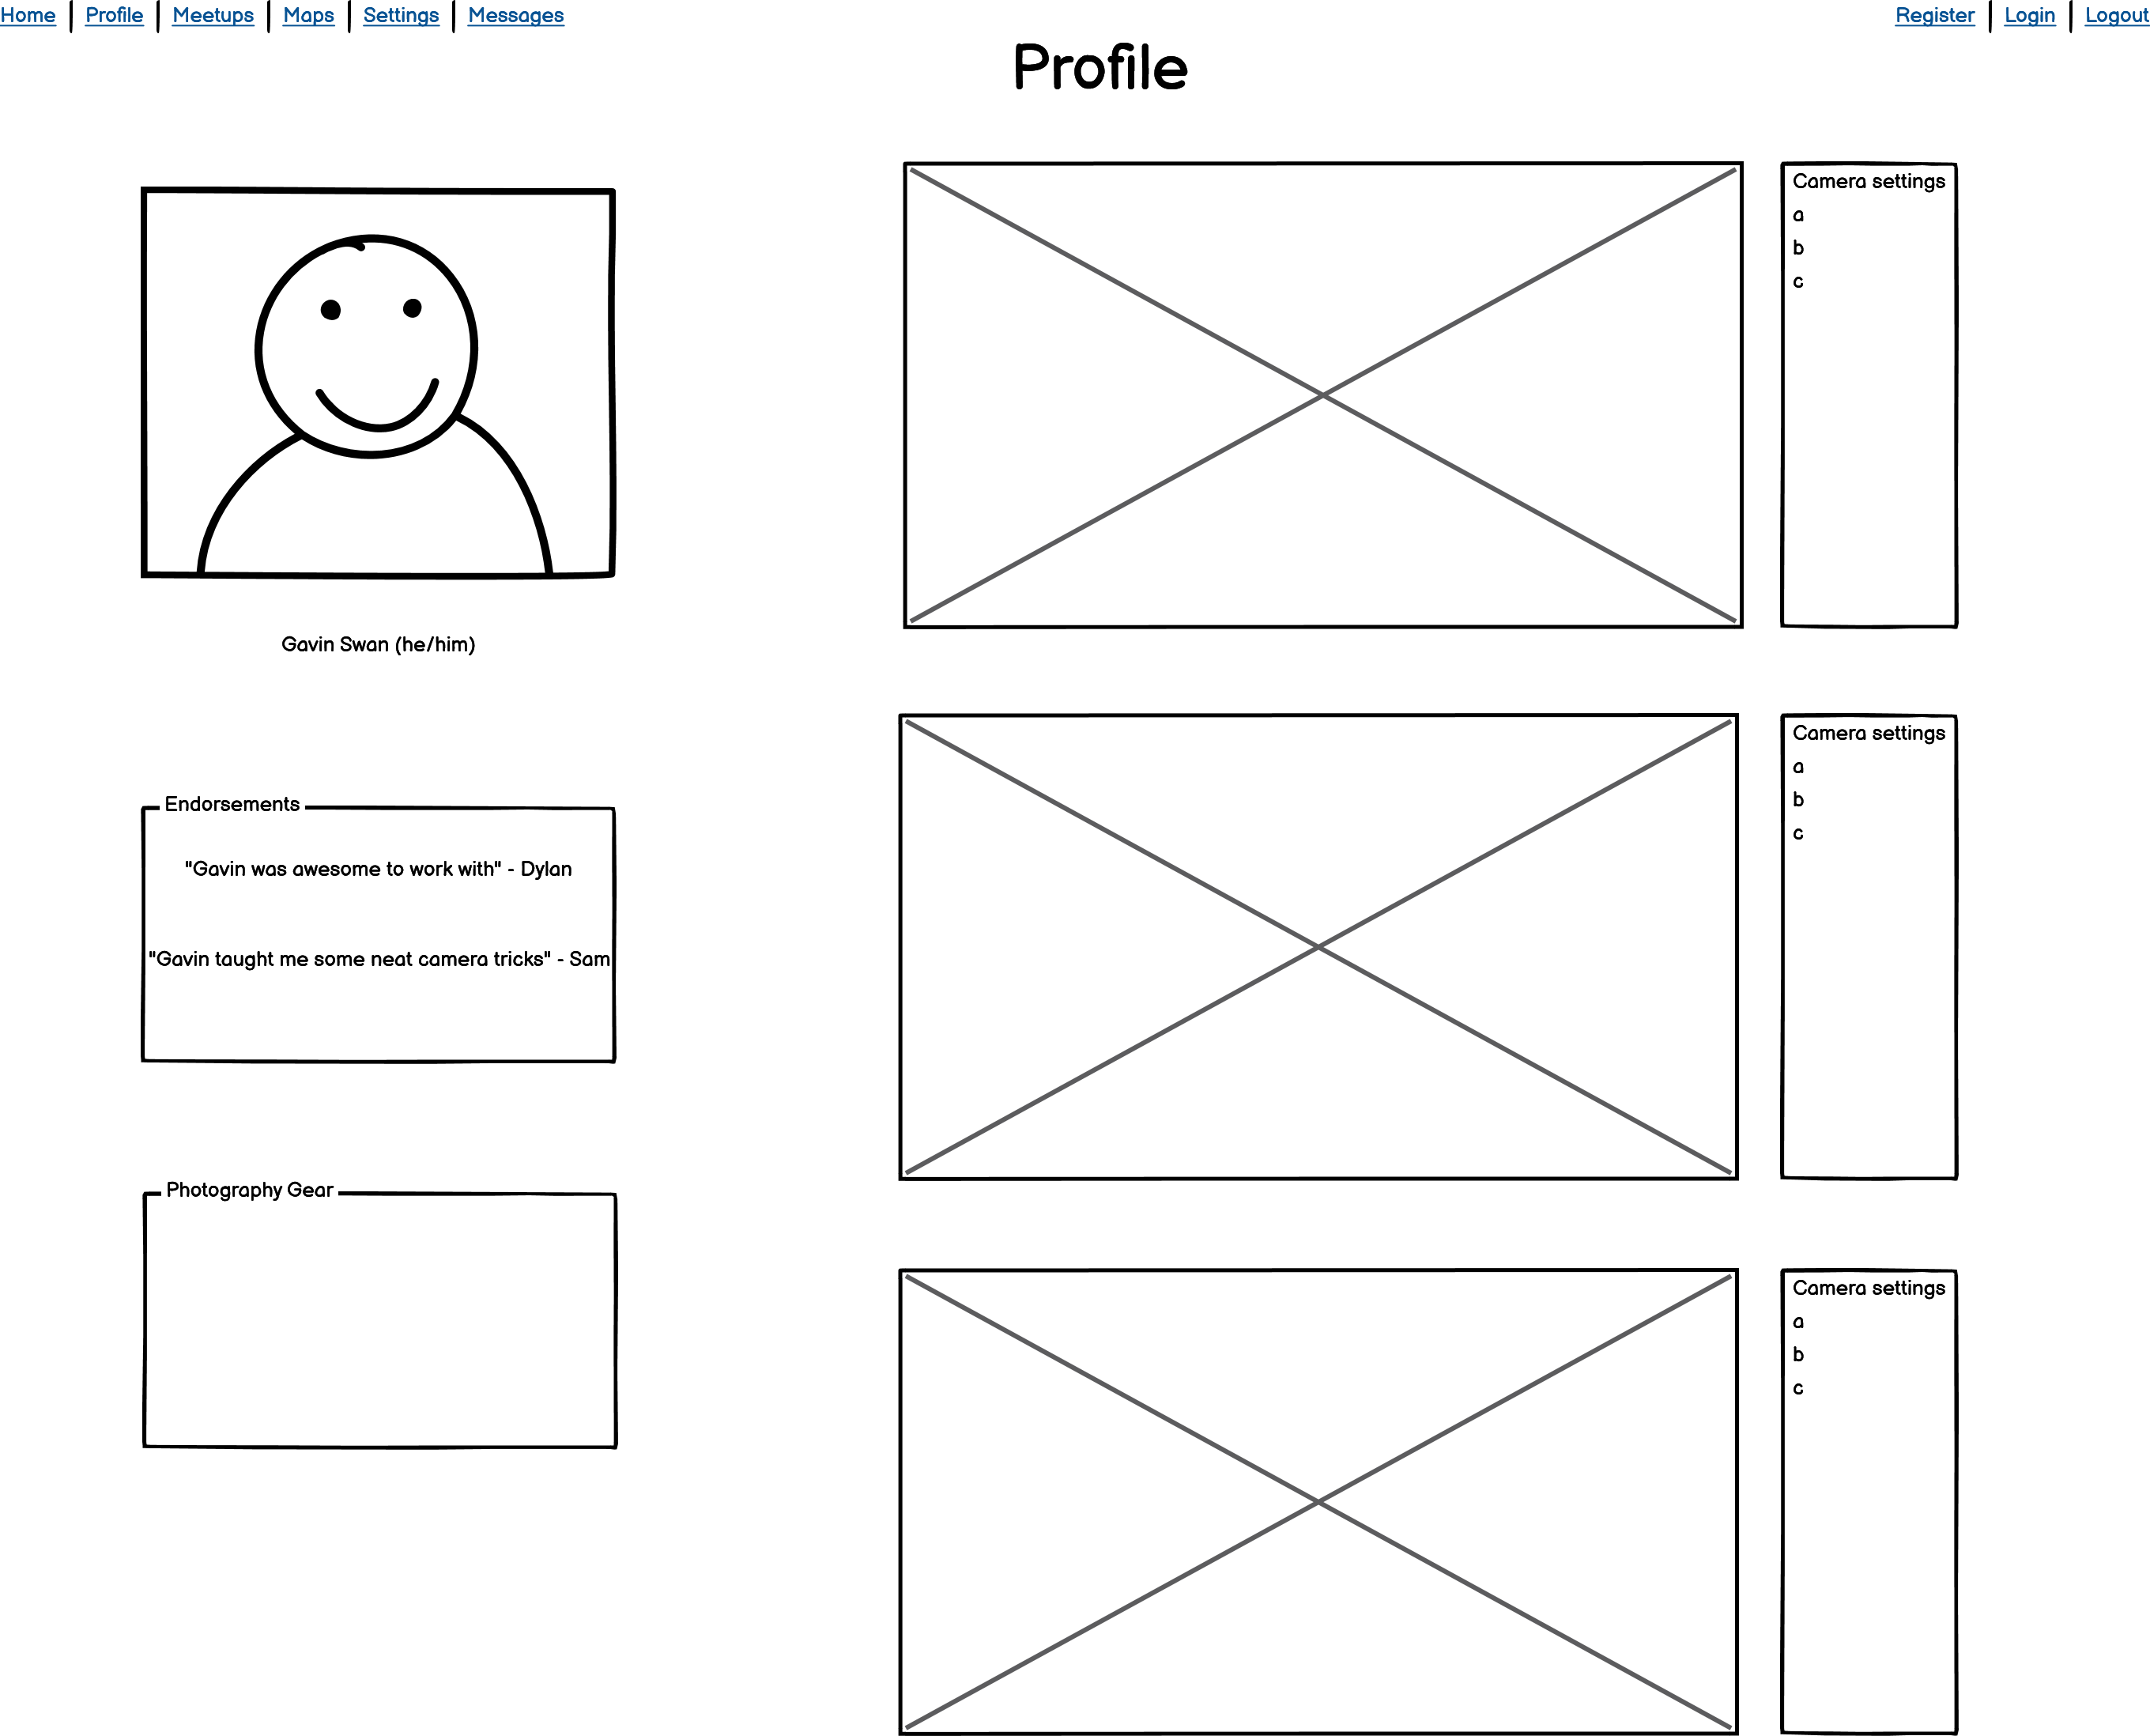 Home | Profile | Meetups | Maps | Settings | Messages
Register | Login | Logout
Profile
Gavin Swan (he/him)
Endorsements
"Gavin was awesome to work with" - Dylan
"Gavin taught me some neat camera tricks" - Sam
Photography Gear
Camera settings
a
b
c
Camera settings
a
b
c
Camera settings
a
b
c